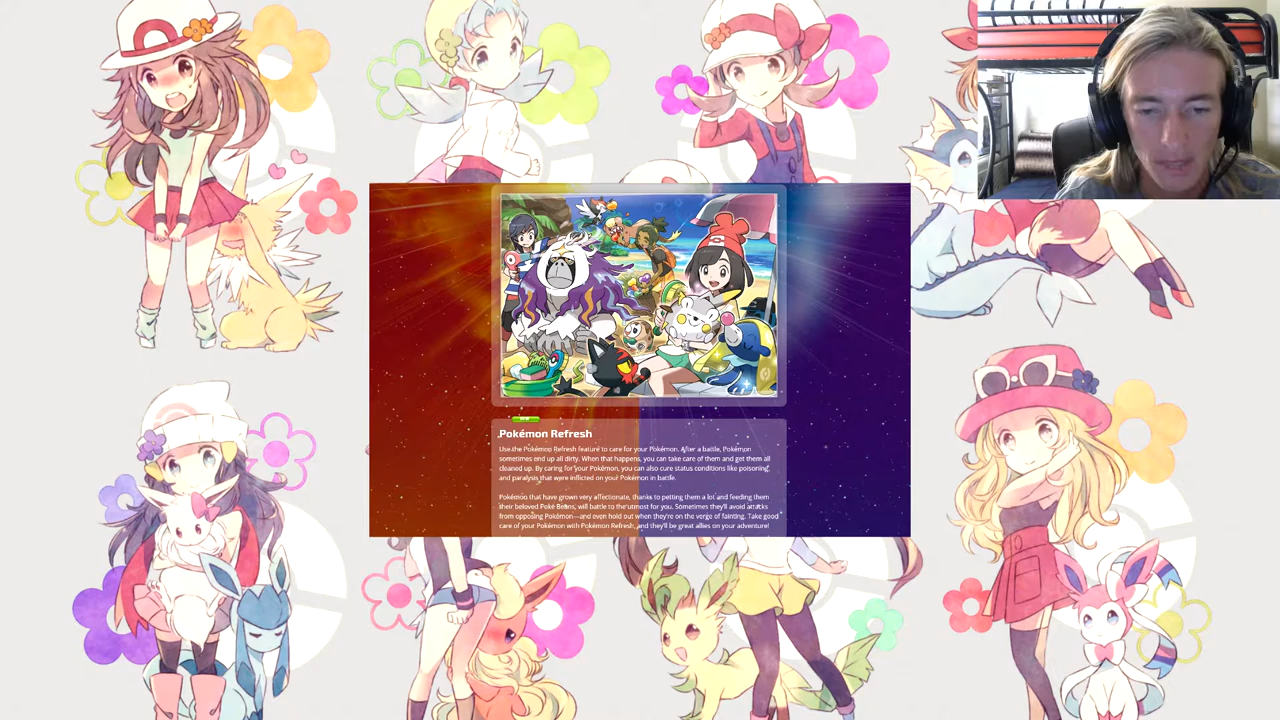 Pokémon Refresh
Use the Pokémon Refresh feature to care for your Pokémon. After a battle, Pokémon
sometimes end up all dirty. When that happens, you can take care of them and get them all
cleaned up. By caring for your Pokémon, you can also cure status conditions like poisoning,
and paralysis that were inflicted on your Pokémon in battle.
Pokémon that have grown very affectionate, thanks to petting them a lot and feeding them
their beloved Poké Beans, will battle to the utmost for you. Sometimes they'll avoid attacks
from opposing Pokémon—and even hold out when they're on the verge of fainting. Take good
care of your Pokémon with Pokémon Refresh, and they'll be great allies on your adventure!